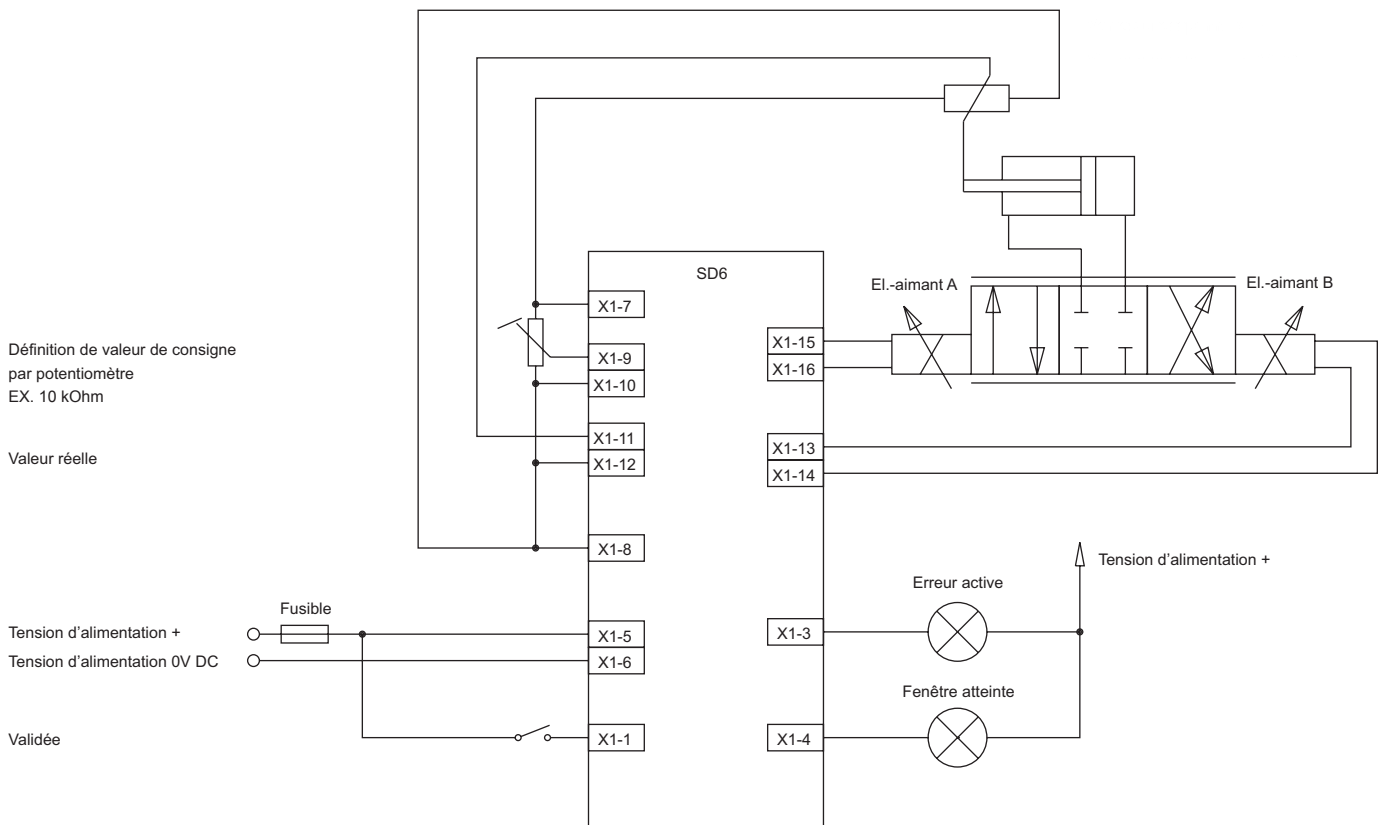 SD6
El.-aimant A
El.-aimant B
X1-7
Définition de valeur de consigne
par potentiomètre
EX. 10 kOhm
X1-9
X1-10
X1-15
X1-16
Valeur réelle
X1-11
X1-12
X1-13
X1-14
X1-8
Tension d’alimentation +
Erreur active
Fusible
Tension d’alimentation +
X1-5
X1-3
Tension d’alimentation 0V DC
X1-6
Fenêtre atteinte
Validée
X1-1
X1-4